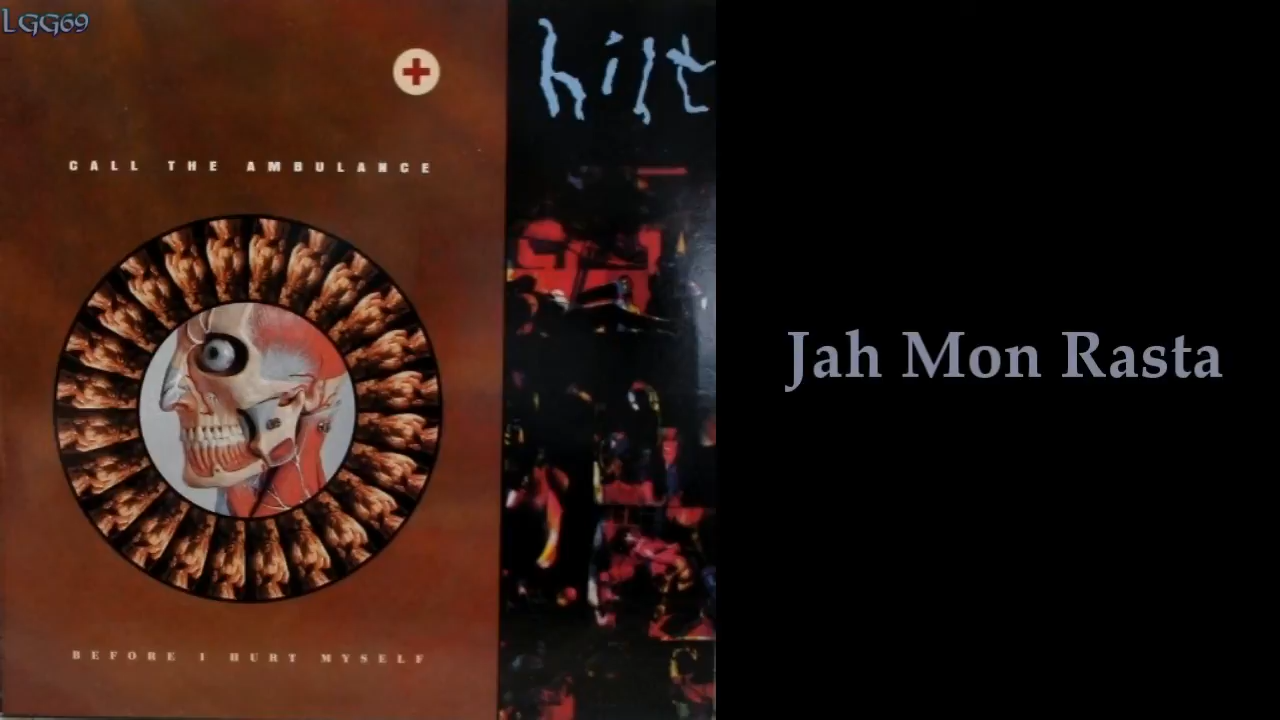 LGG69
CALL THE AMBULANCE
BEFORE I HURT MYSELF
hilt
Jah Mon Rasta